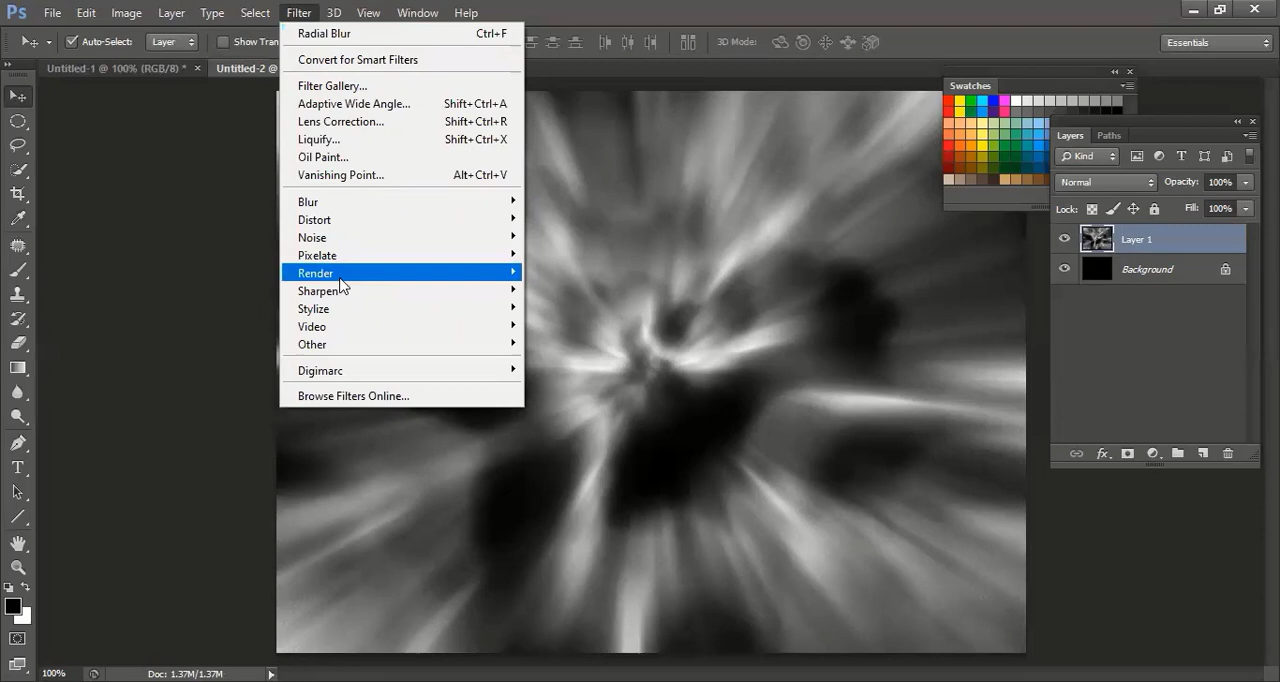 Ps File Edit Image Layer Type Select Filter 3D View Window Help
Auto-Select: Layer Show Tran 3D Mode: Essentials
Untitled-1 @ 100% (RGB/8) * × Untitled-2 @
Radial Blur Ctrl+F
Convert for Smart Filters
Filter Gallery...
Adaptive Wide Angle... Shift+Ctrl+A
Lens Correction... Shift+Ctrl+R
Liquify... Shift+Ctrl+X
Oil Paint...
Vanishing Point... Alt+Ctrl+V
Blur
Distort
Noise
Pixelate
Render
Sharpen
Stylize
Video
Other
Digimarc
Browse Filters Online...
Swatches
Layers Paths
Kind
Normal Opacity: 100%
Lock: Fill: 100%
Layer 1
Background
100% Doc: 1.37M/1.37M